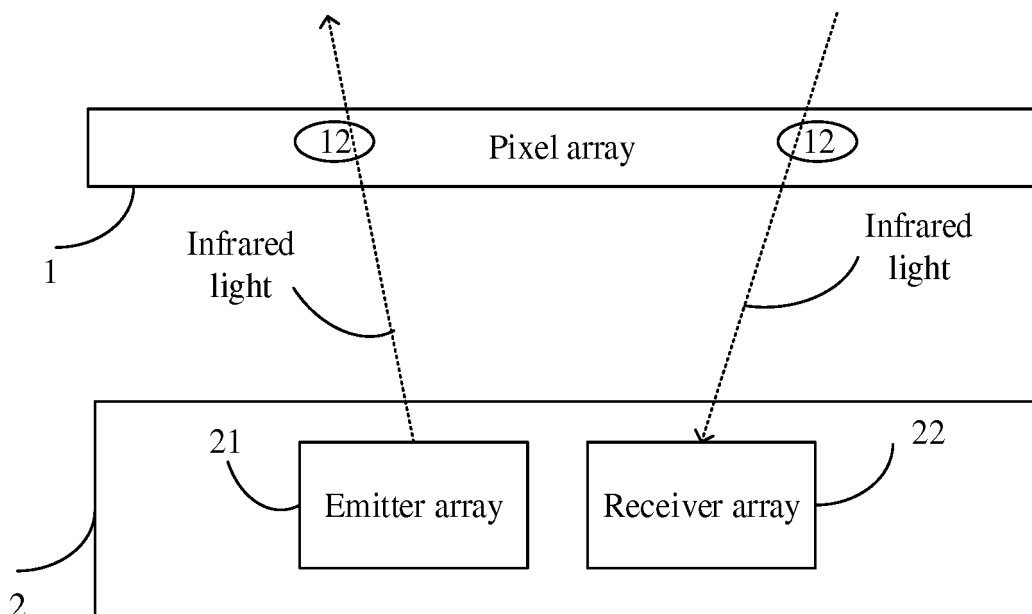 12
Pixel array
12
1
Infrared
light
Infrared
light
21
22
Emitter array
Receiver array
2